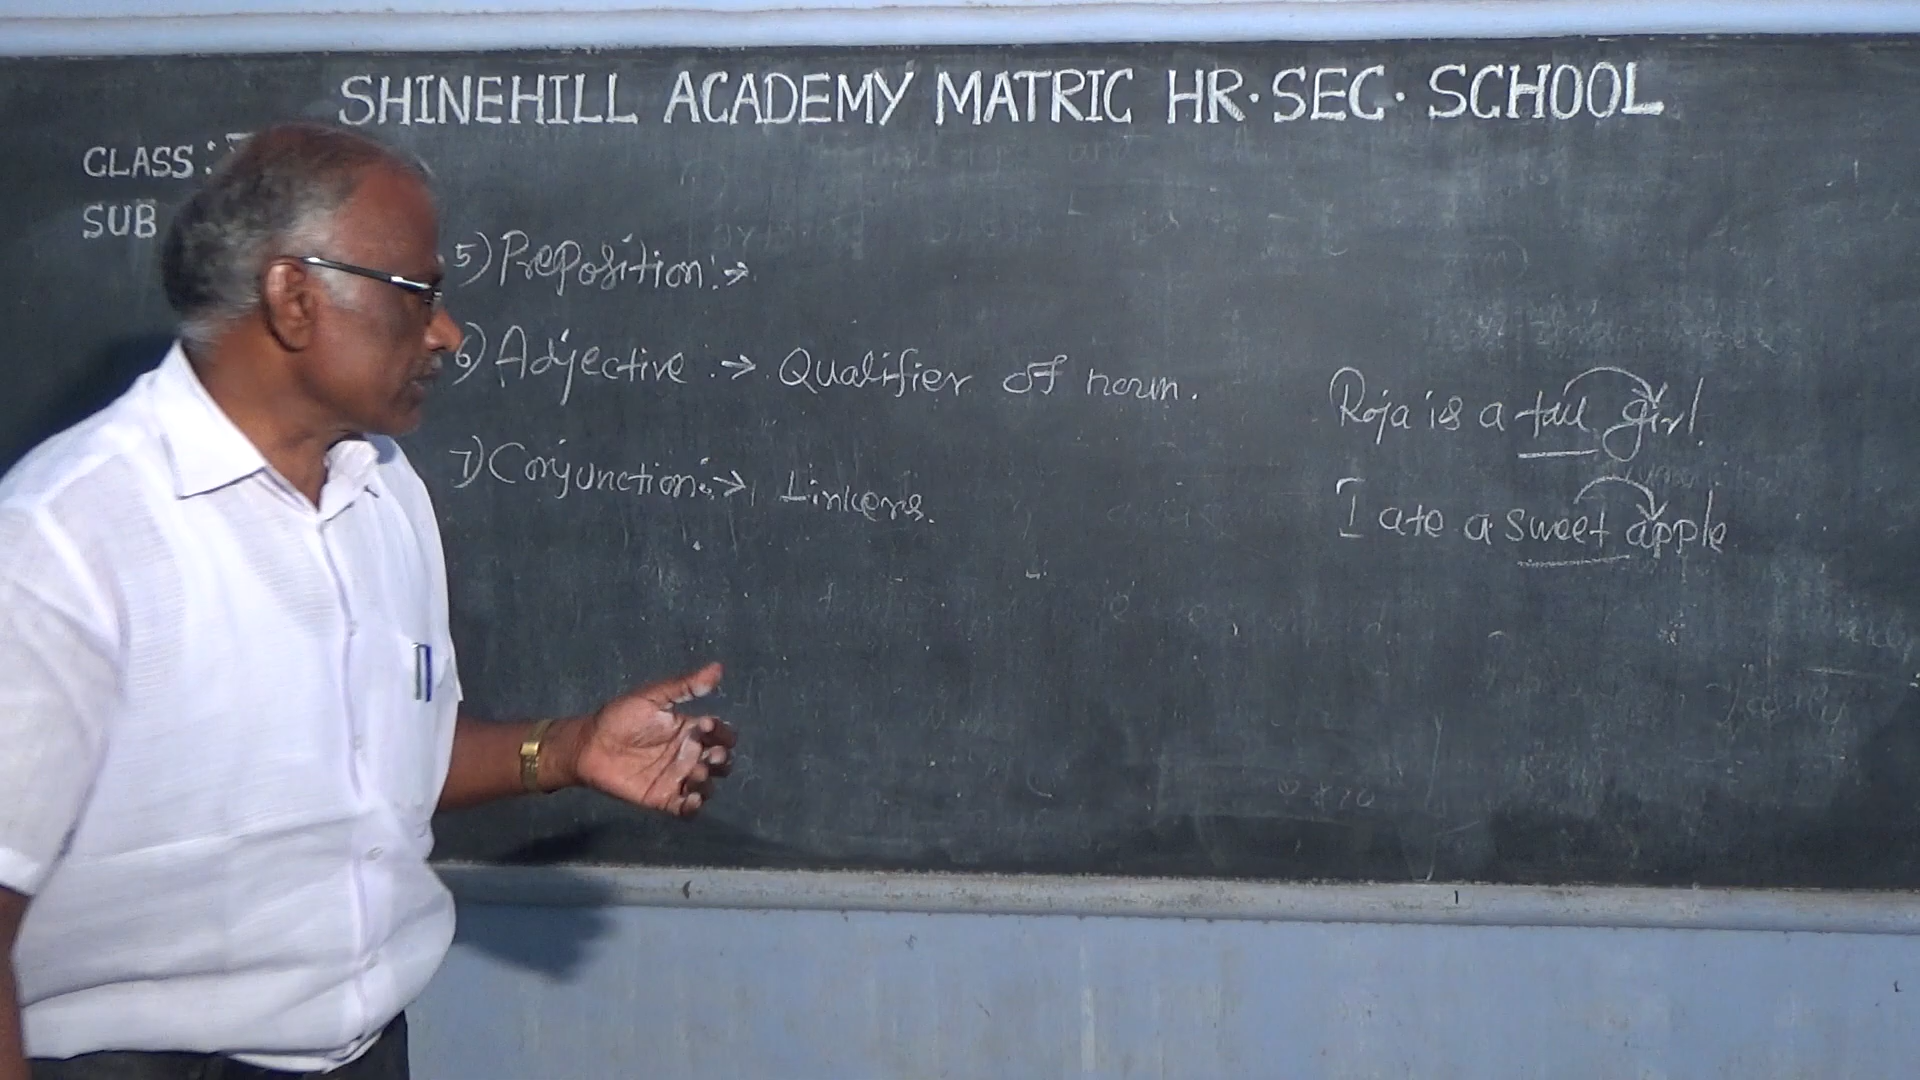 SHINEHILL ACADEMY MATRIC HR. SEC. SCHOOL
CLASS:
SUB
5) Preposition :→
6) Adjective :→ Qualifier of noun.
7) Conjunction :→ Linkers.
Roja is a tall girl.
I ate a sweet apple